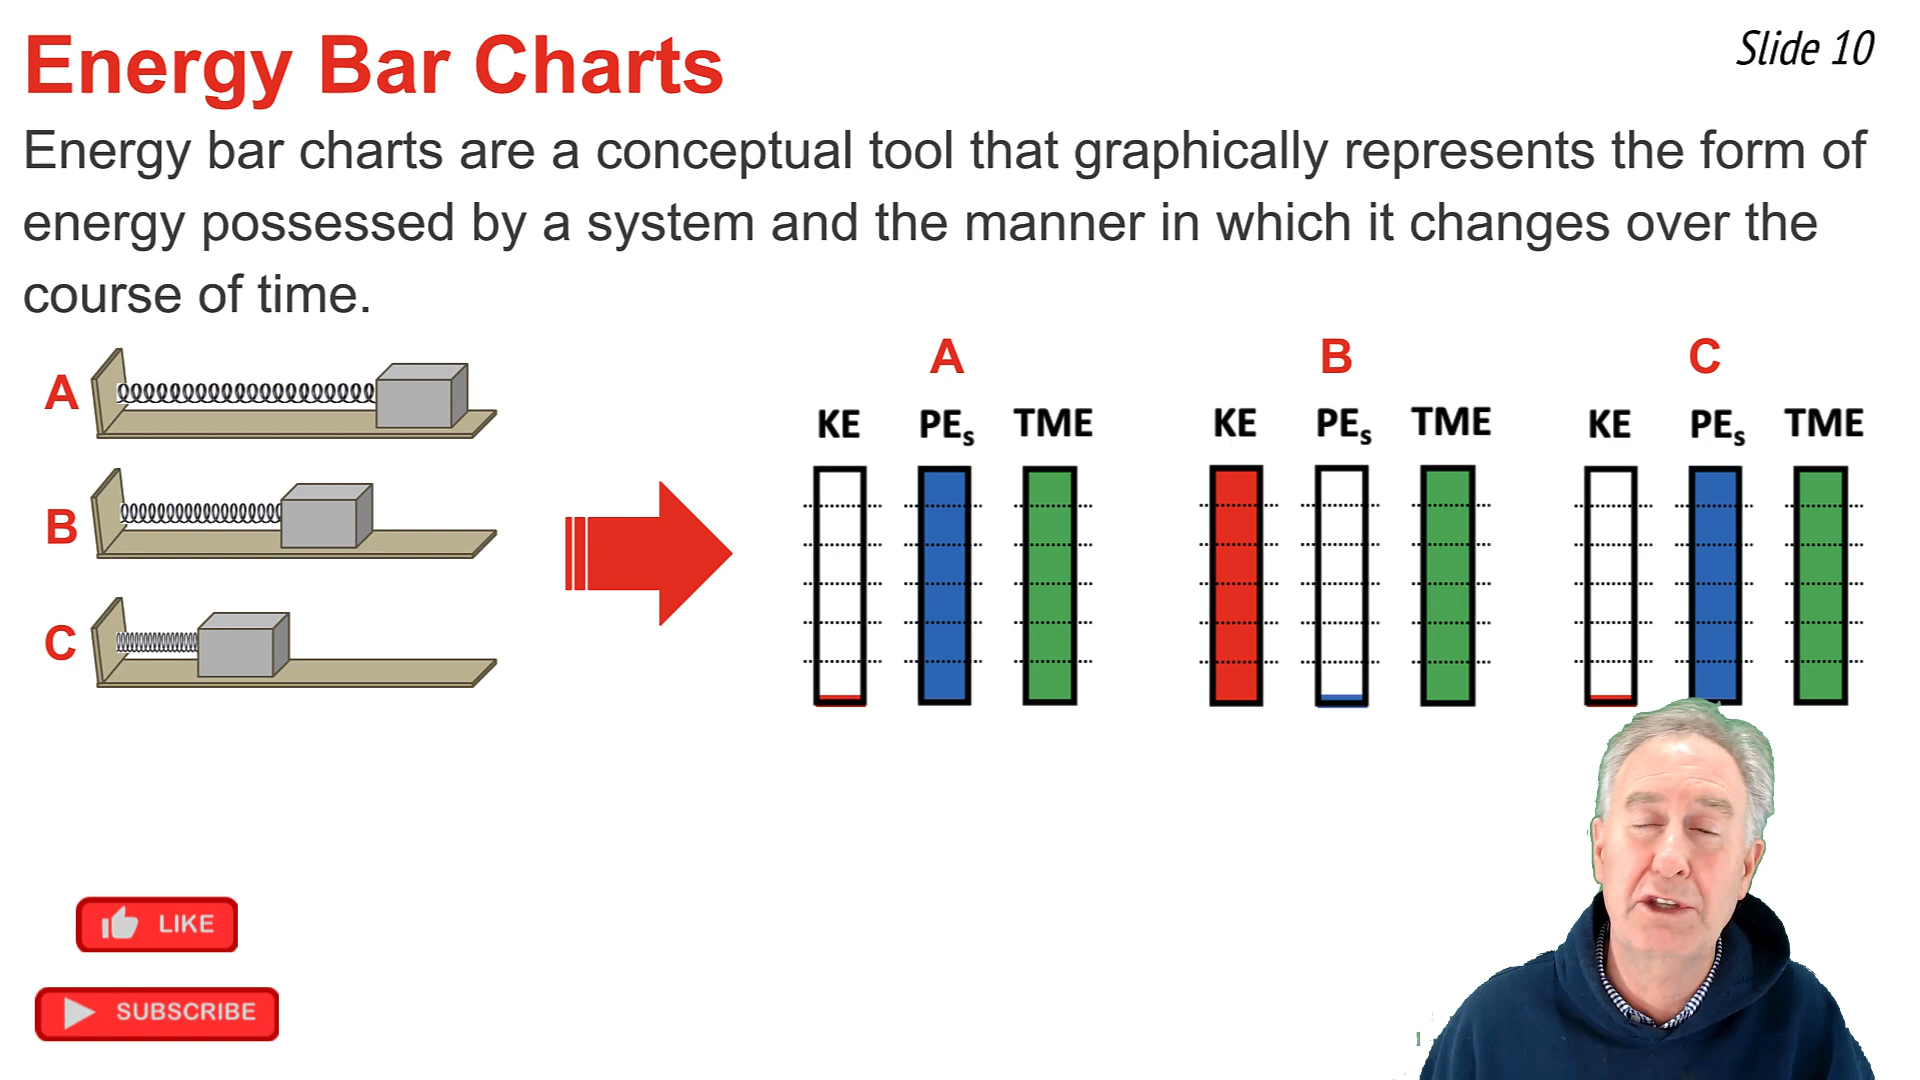 Energy Bar Charts
Slide 10
Energy bar charts are a conceptual tool that graphically represents the form of
energy possessed by a system and the manner in which it changes over the
course of time.
A
B
C
A B C
KE PEs TME KE PEs TME KE PEs TME
LIKE
SUBSCRIBE